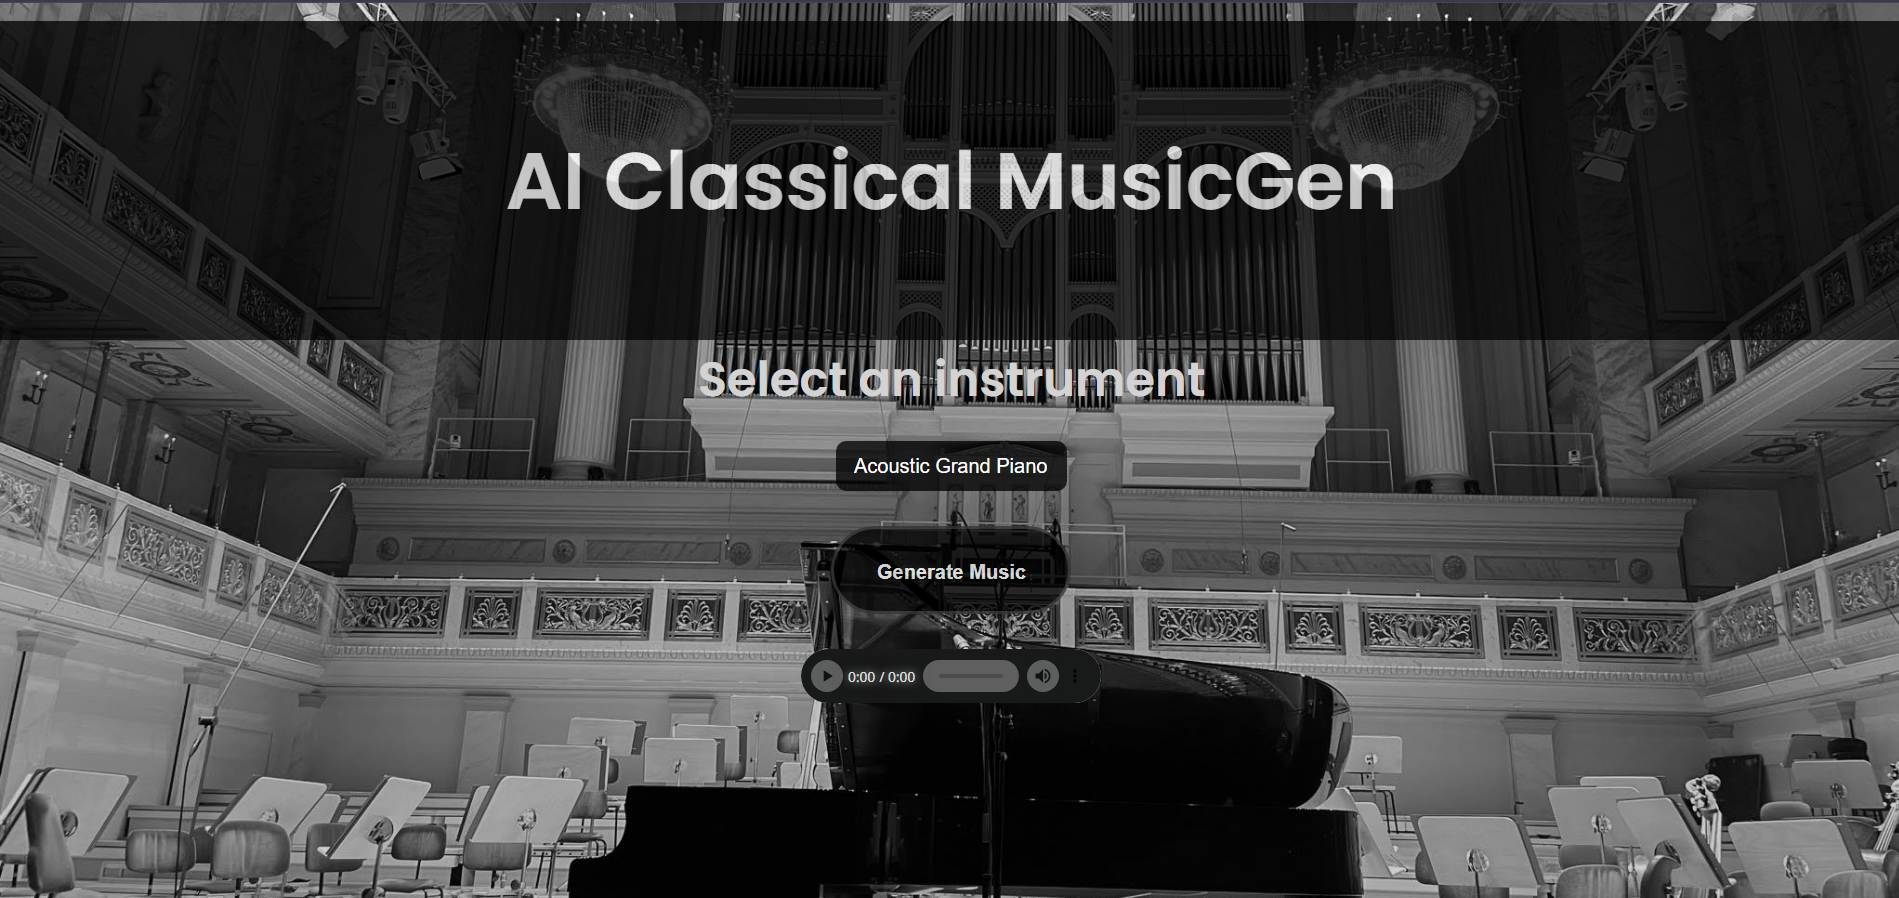 AI Classical MusicGen
Select an instrument
Acoustic Grand Piano
Generate Music
0:00 / 0:00